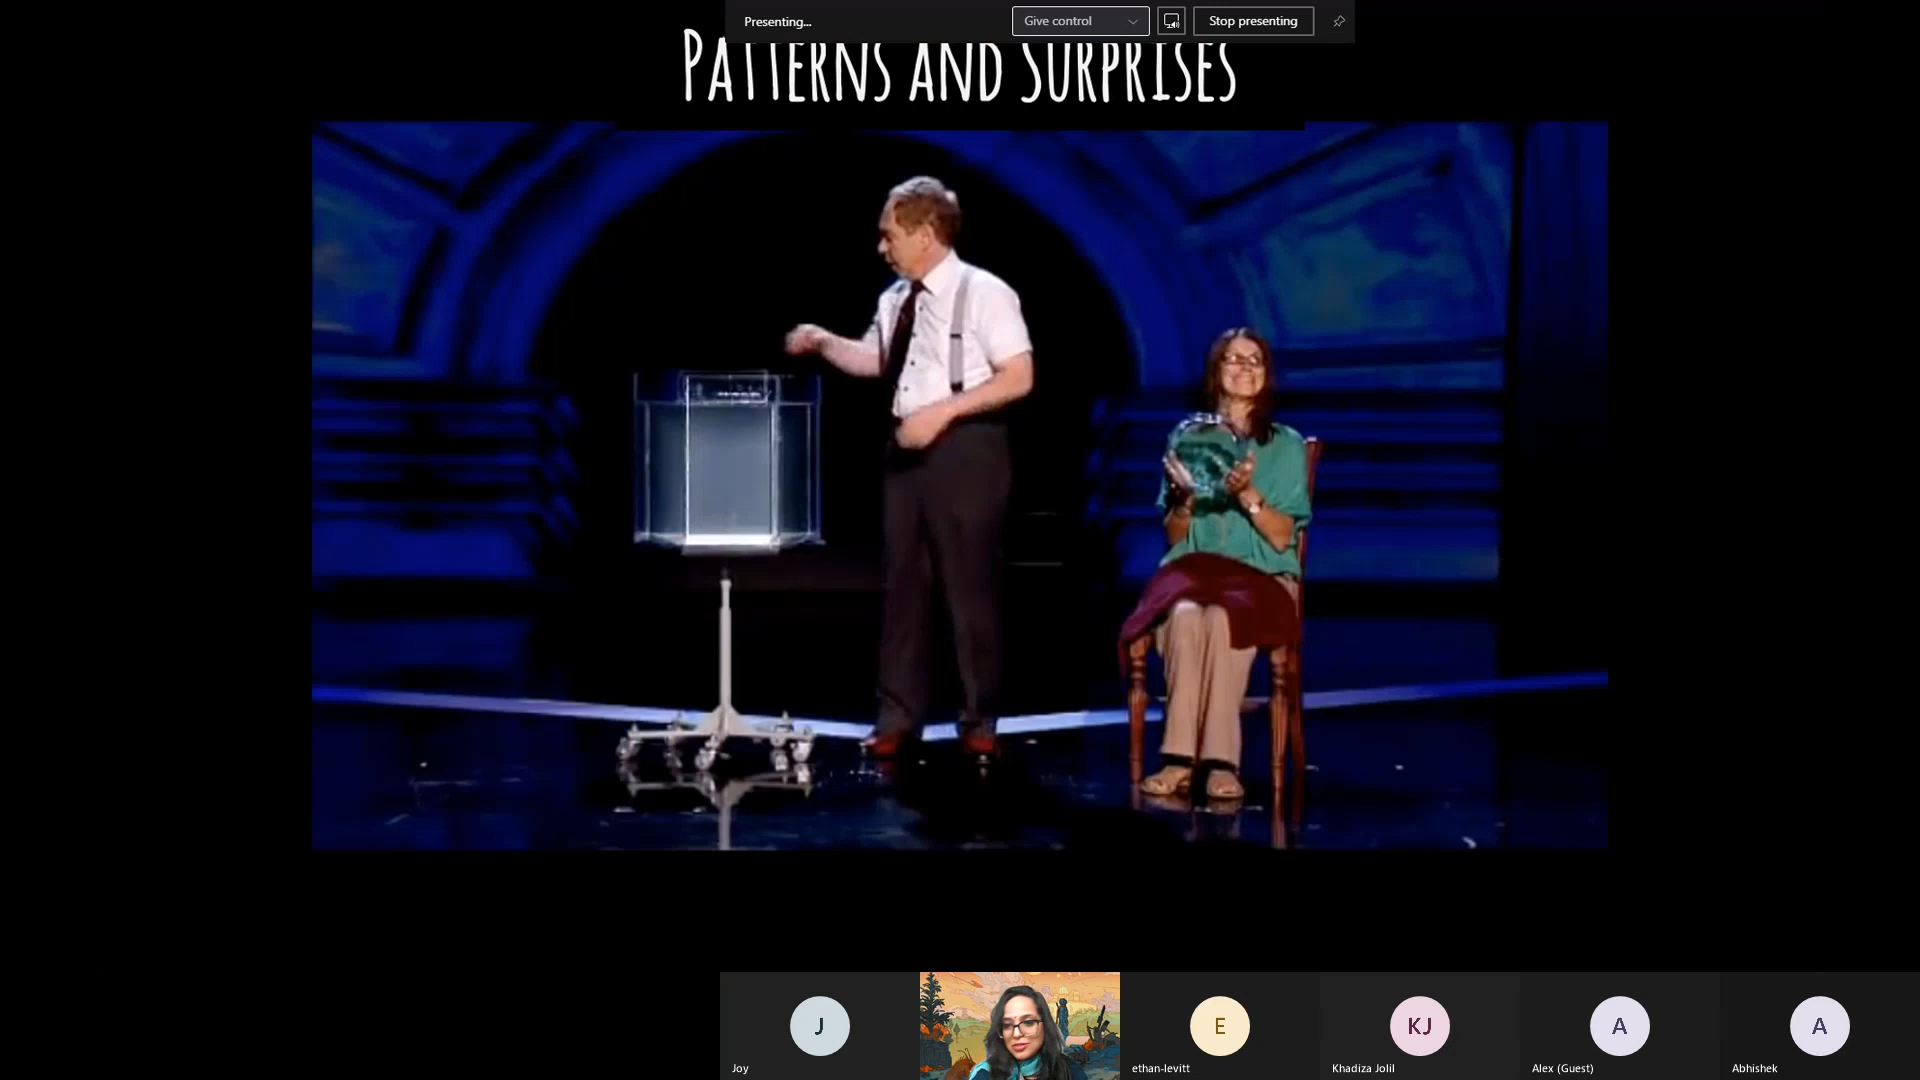 Presenting...
Give control
Stop presenting
PATTERNS AND SURPRISES
J
E
KJ
A
A
Joy
ethan-levitt
Khadiza Jolil
Alex (Guest)
Abhishek